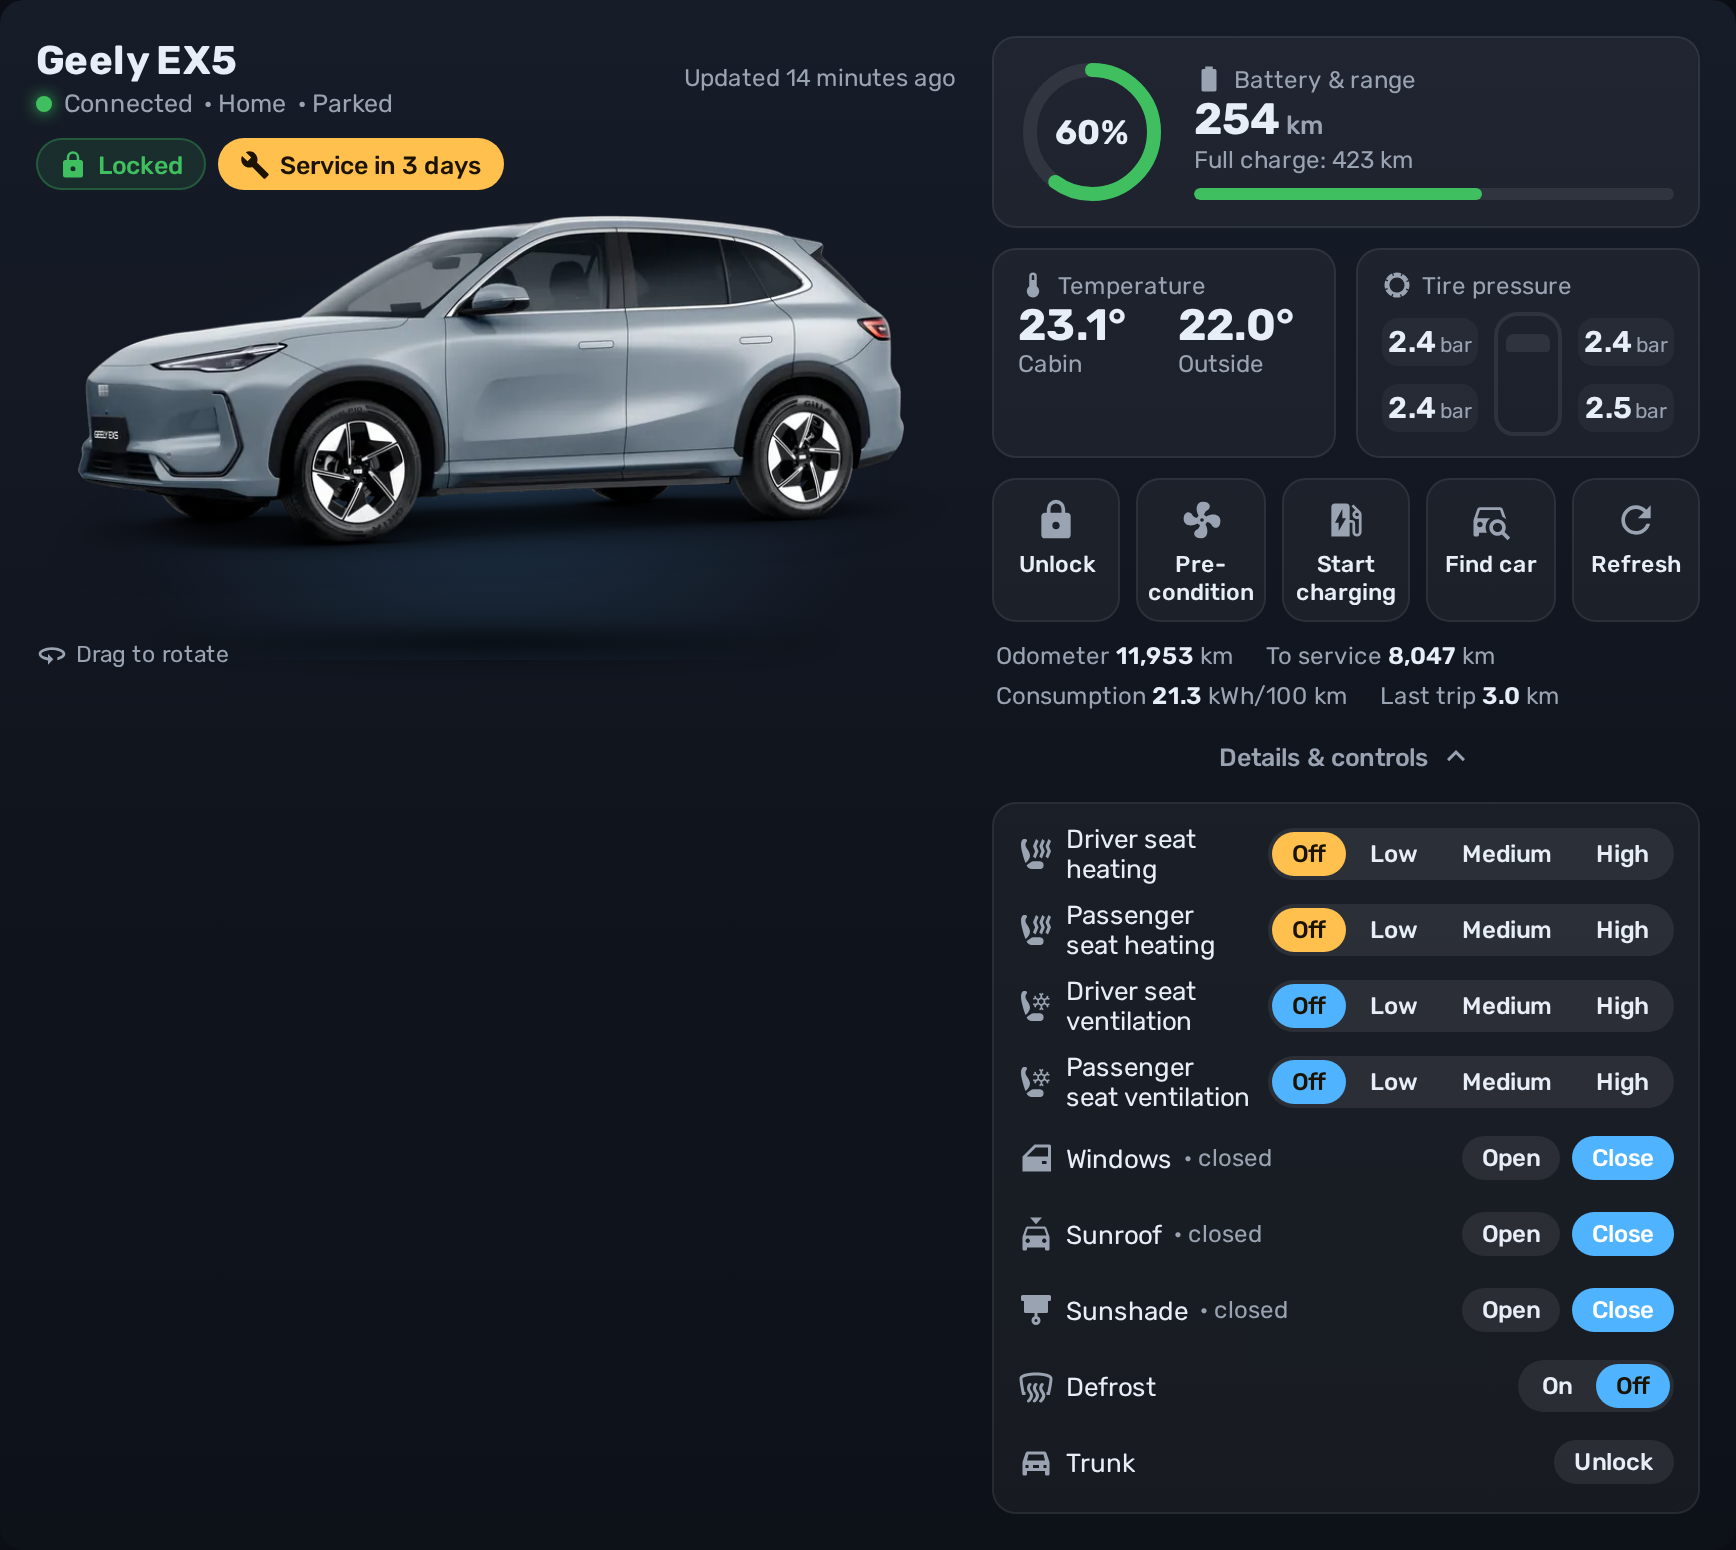 Geely EX5
Connected • Home • Parked
Updated 14 minutes ago
Locked
Service in 3 days
GEELY EX5
Drag to rotate
60%
Battery & range
254 km
Full charge: 423 km
Temperature
23.1° 22.0°
Cabin Outside
Tire pressure
2.4 bar 2.4 bar
2.4 bar 2.5 bar
Unlock
Pre-
condition
Start
charging
Find car
Refresh
Odometer 11,953 km To service 8,047 km
Consumption 21.3 kWh/100 km Last trip 3.0 km
Details & controls
Driver seat
heating
Off Low Medium High
Passenger
seat heating
Off Low Medium High
Driver seat
ventilation
Off Low Medium High
Passenger
seat ventilation
Off Low Medium High
Windows • closed Open Close
Sunroof • closed Open Close
Sunshade • closed Open Close
Defrost On Off
Trunk Unlock